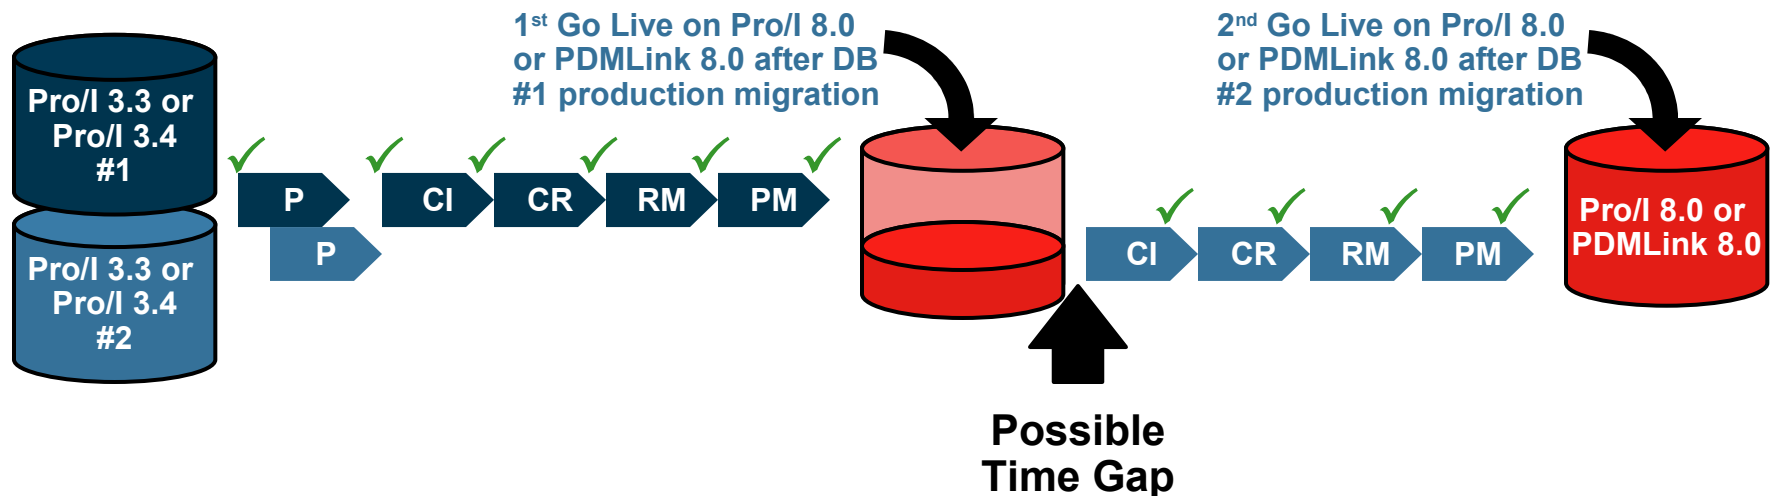 Pro/I 3.3 or
Pro/I 3.4
#1
Pro/I 3.3 or
Pro/I 3.4
#2
P
P
CI
CR
RM
PM
1st Go Live on Pro/I 8.0
or PDMLink 8.0 after DB
#1 production migration
Possible
Time Gap
CI
CR
RM
PM
2nd Go Live on Pro/I 8.0
or PDMLink 8.0 after DB
#2 production migration
Pro/I 8.0 or
PDMLink 8.0